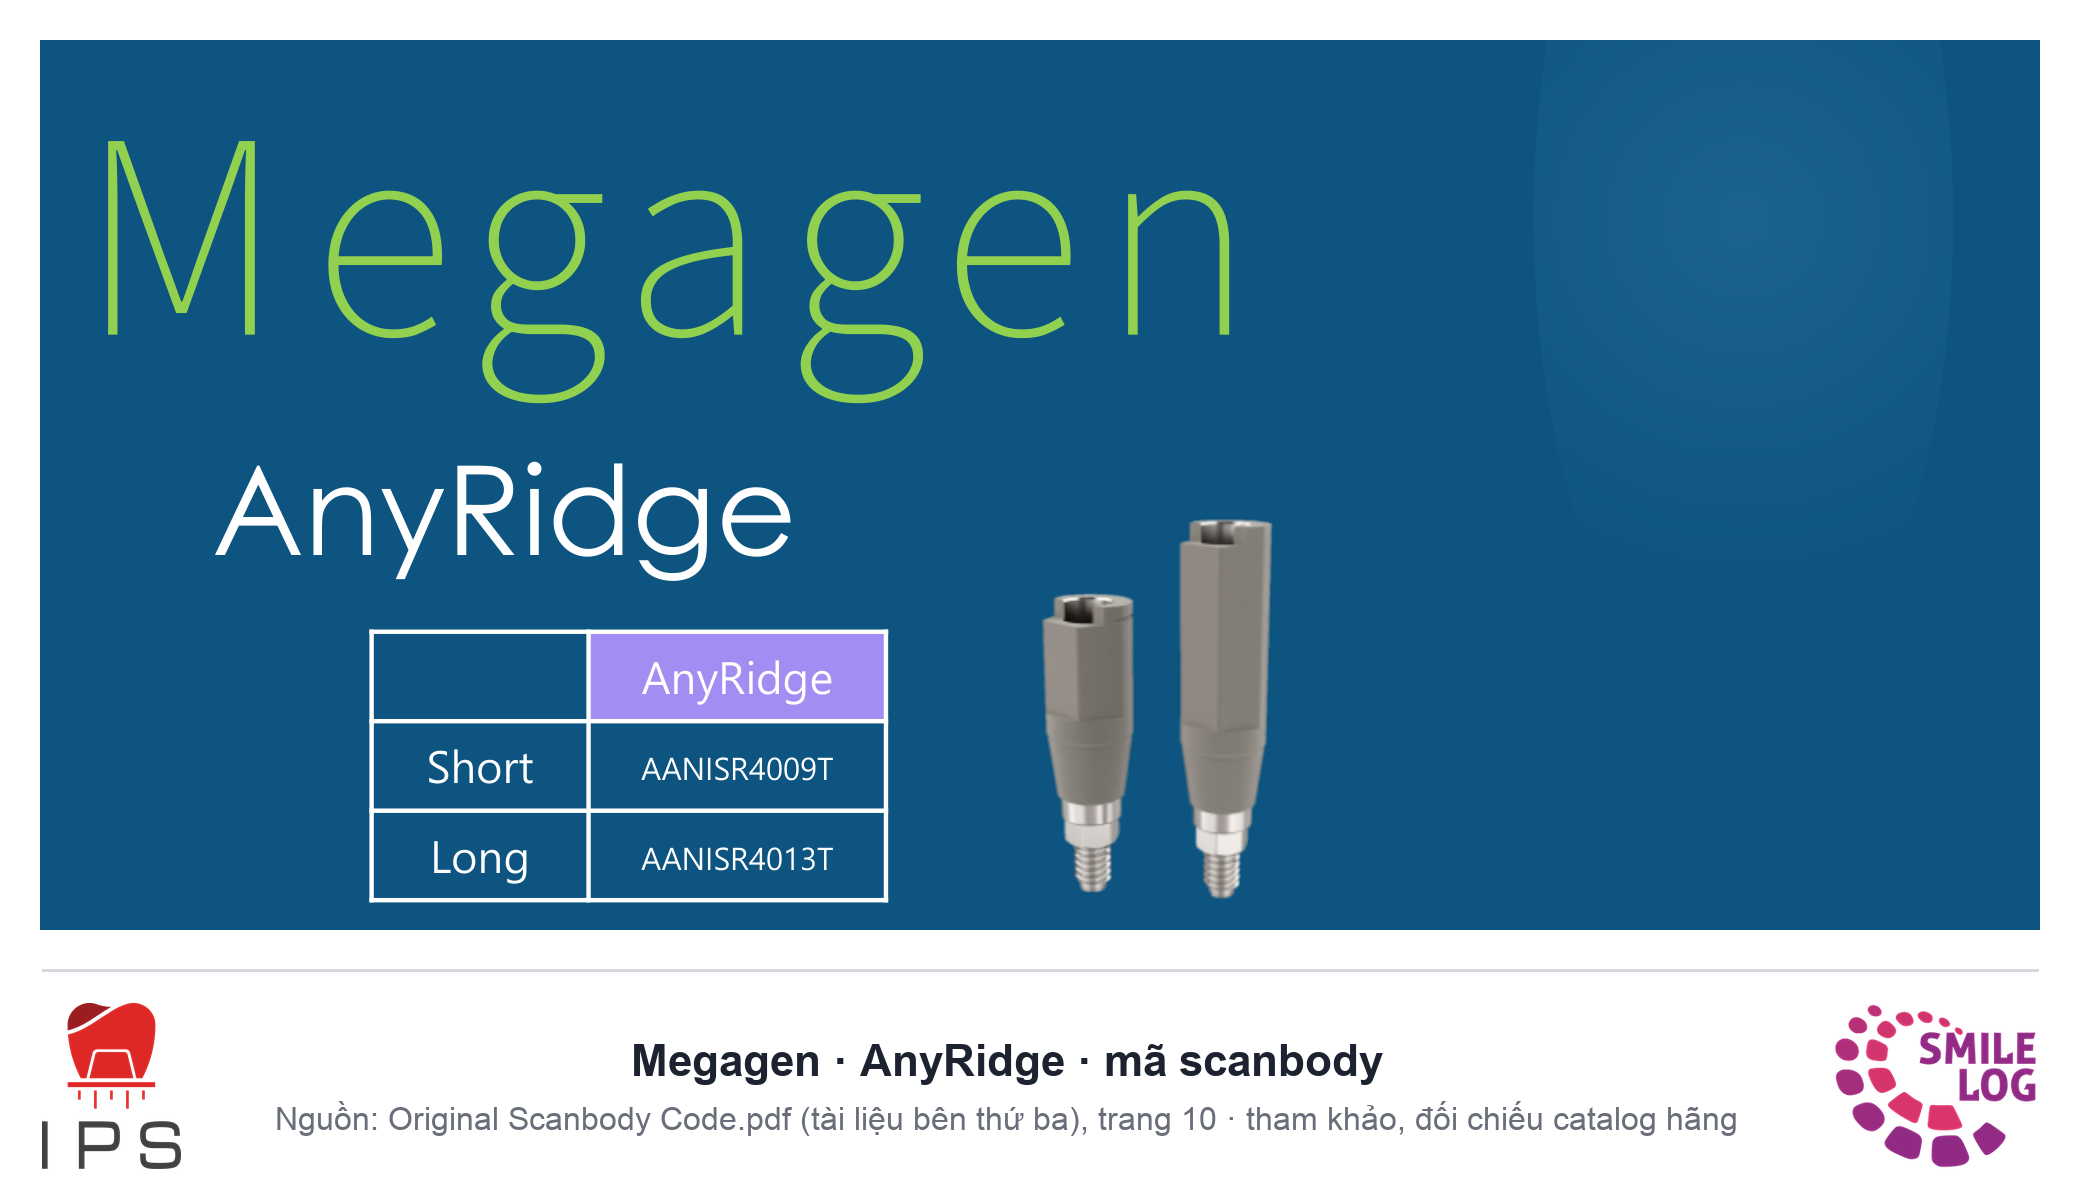 Megagen
AnyRidge
AnyRidge
Short AANISR4009T
Long AANISR4013T
IPS
Megagen · AnyRidge · mã scanbody
Nguồn: Original Scanbody Code.pdf (tài liệu bên thứ ba), trang 10 · tham khảo, đối chiếu catalog hãng
SMILE
LOG